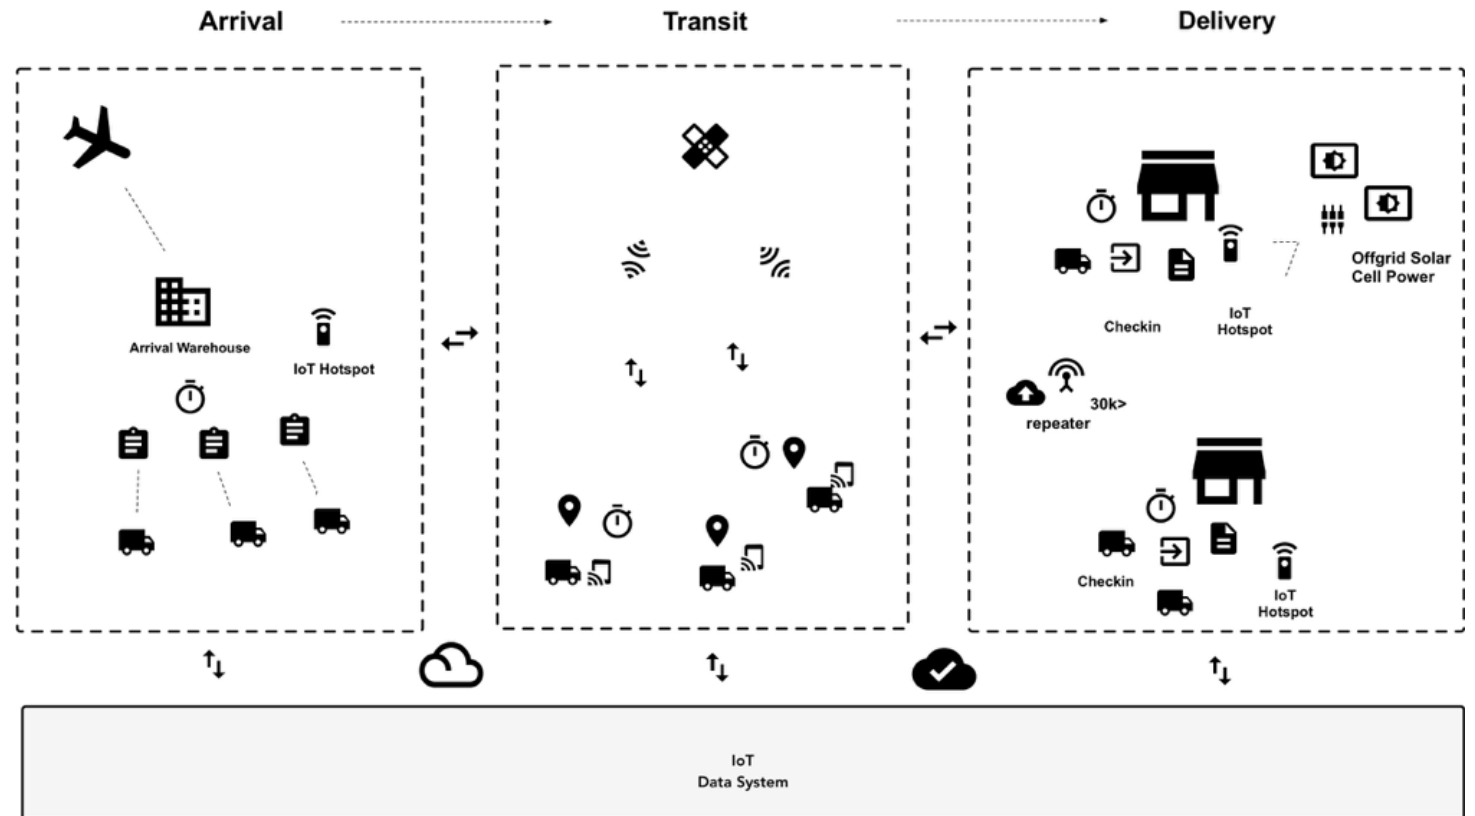 Arrival
Transit
Delivery
Arrival Warehouse
IoT Hotspot
Offgrid Solar
Cell Power
Checkin
IoT
Hotspot
30k>
repeater
Checkin
IoT
Hotspot
IoT
Data System